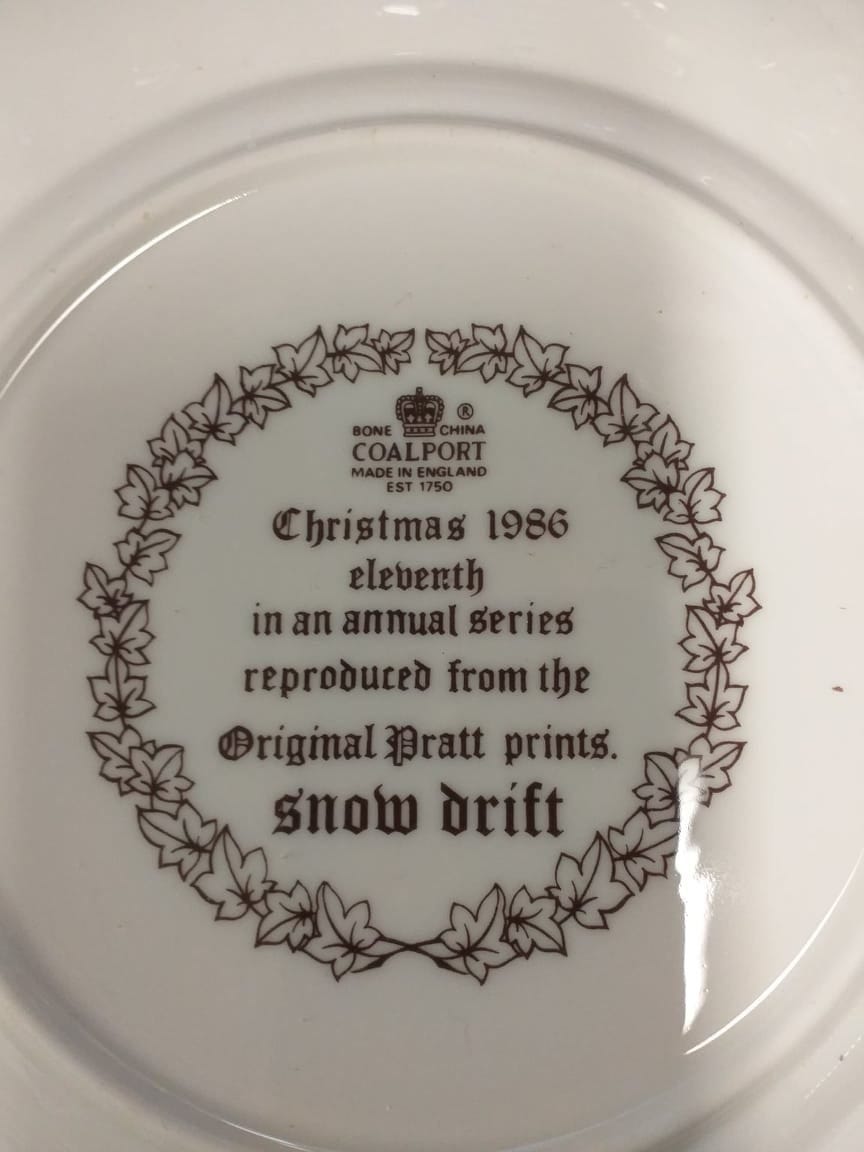 BONE CHINA ®
COALPORT
MADE IN ENGLAND
EST 1750
Christmas 1986
eleventh
in an annual series
reproduced from the
Original Pratt prints.
snow drift